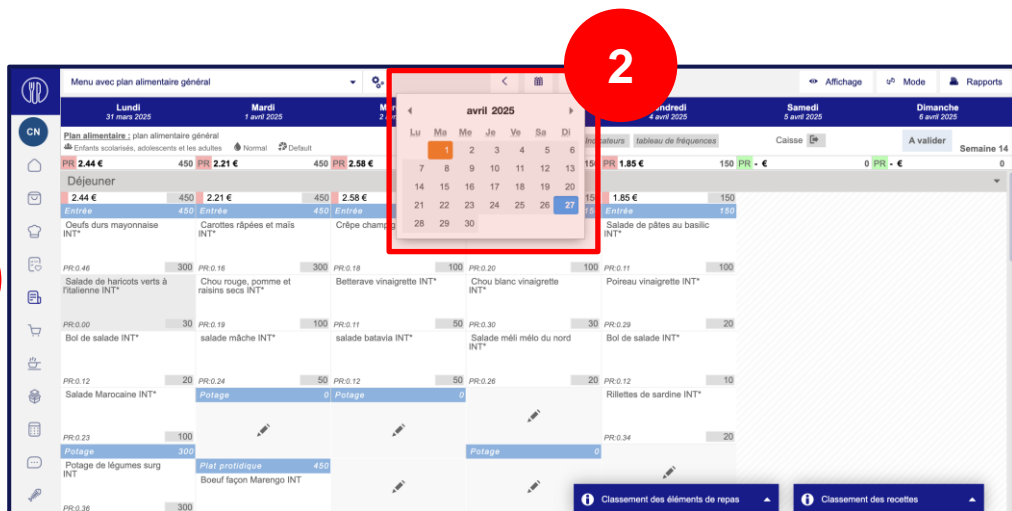 2
Menu avec plan alimentaire général
Affichage Mode Rapports
Lundi Mardi Samedi Dimanche
31 mars 2025 1 avril 2025 4 avril 2025 5 avril 2025 6 avril 2025
avril 2025
Lu Ma Me Je Ve Sa Di
1 2 3 4 5 6
7 8 9 10 11 12 13
14 15 16 17 18 19 20
21 22 23 24 25 26 27
28 29 30
CN
Plan alimentaire : plan alimentaire général
tableau de fréquences Caisse A valider Semaine 14
Enfants scolarisés, adolescents et les adultes Normal Default
PR 2.44 € 450 PR 2.21 € 450 PR 2.58 € PR 1.85 € 150 PR - € 0 PR - € 0
Déjeuner
2.44 € 450 2.21 € 450 2.58 € 1.85 € 150
Entrée 450 Entrée 450 Entrée Entrée 150
Oeufs durs mayonnaise INT* Carottes râpées et maïs INT* Salade de pâtes au basilic INT*
PR:0.46 300 PR:0.16 300 PR:0.18 100 PR:0.20 100 PR:0.11 100
Salade de haricots verts à l'italienne INT* Chou rouge, pomme et raisins secs INT* Betterave vinaigrette INT* Chou blanc vinaigrette INT* Poireau vinaigrette INT*
PR:0.00 30 PR:0.19 100 PR:0.11 50 PR:0.30 30 PR:0.29 20
Bol de salade INT* salade mâche INT* salade batavia INT* Salade méli mélo du nord INT* Bol de salade INT*
PR:0.12 20 PR:0.24 50 PR:0.12 50 PR:0.26 20 PR:0.12 10
Salade Marocaine INT* Potage 0 Potage 0 Rillettes de sardine INT*
PR:0.23 100 PR:0.34 20
Potage 300 Potage 0
Potage de légumes surg INT Plat protidique 450
Boeuf façon Marengo INT
PR:0.36 300
Classement des éléments de repas Classement des recettes